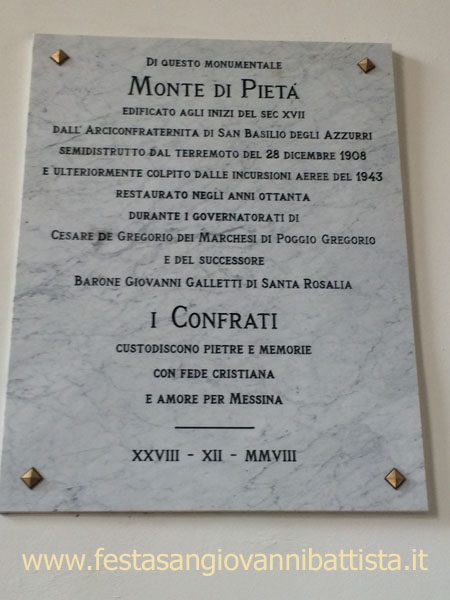 Di questo monumentale
Monte di Pietá
edificato agli inizi del sec XVII
dall' Arciconfraternita di San Basilio degli Azzurri
semidistrutto dal terremoto del 28 dicembre 1908
e ulteriormente colpito dalle incursioni aeree del 1943
restaurato negli anni ottanta
durante i governatorati di
Cesare de Gregorio dei Marchesi di Poggio Gregorio
e del successore
Barone Giovanni Galletti di Santa Rosalia
i Confrati
custodiscono pietre e memorie
con fede cristiana
e amore per Messina
XXVIII - XII - MMVIII
www.festasangiovannibattista.it